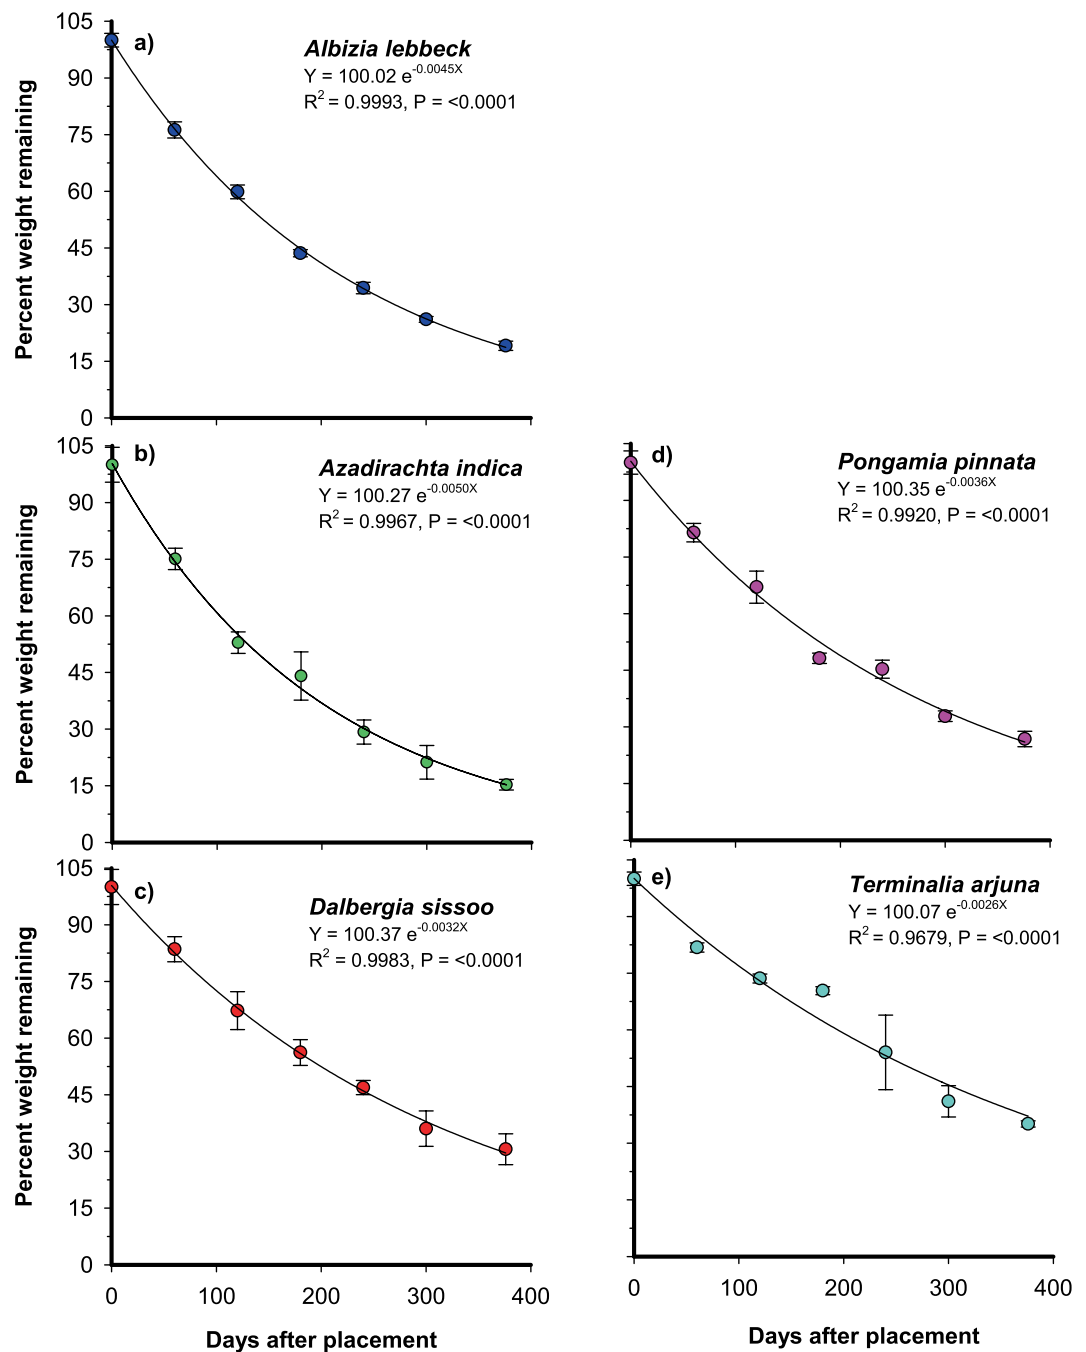 105
90
75
60
45
30
15
0
Percent weight remaining
a)
Albizia lebbeck
Y = 100.02 e-0.0045X
R2 = 0.9993, P = <0.0001
105
90
75
60
45
30
15
0
Percent weight remaining
b)
Azadirachta indica
Y = 100.27 e-0.0050X
R2 = 0.9967, P = <0.0001
d)
Pongamia pinnata
Y = 100.35 e-0.0036X
R2 = 0.9920, P = <0.0001
105
90
75
60
45
30
15
0
Percent weight remaining
c)
Dalbergia sissoo
Y = 100.37 e-0.0032X
R2 = 0.9983, P = <0.0001
0 100 200 300 400
Days after placement
e)
Terminalia arjuna
Y = 100.07 e-0.0026X
R2 = 0.9679, P = <0.0001
0 100 200 300 400
Days after placement